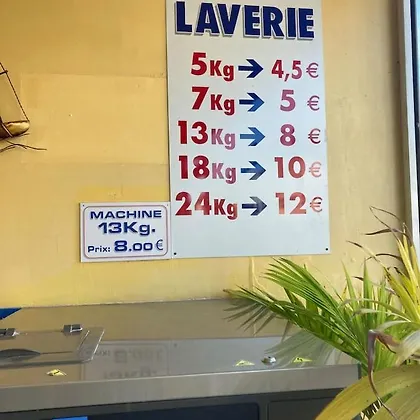 LAVERIE
5Kg → 4,5€
7Kg → 5 €
13Kg → 8 €
18Kg → 10 €
24Kg → 12 €
MACHINE
13Kg.
Prix: 8.00€